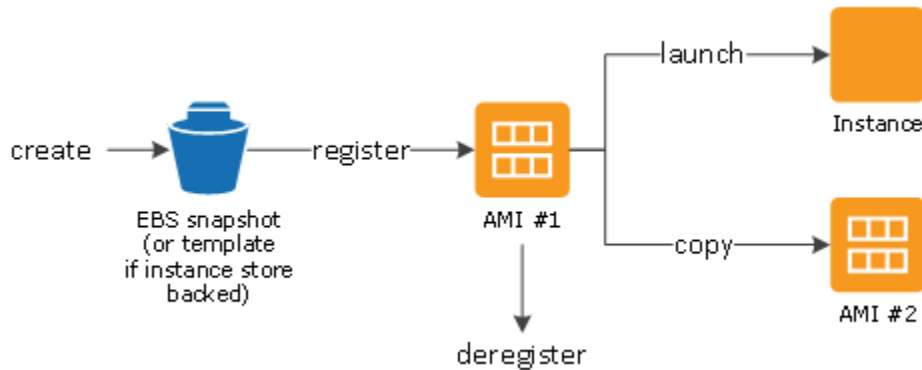 launch
Instance
create
register
EBS snapshot
(or template
if instance store
backed)
AMI #1
copy
AMI #2
deregister